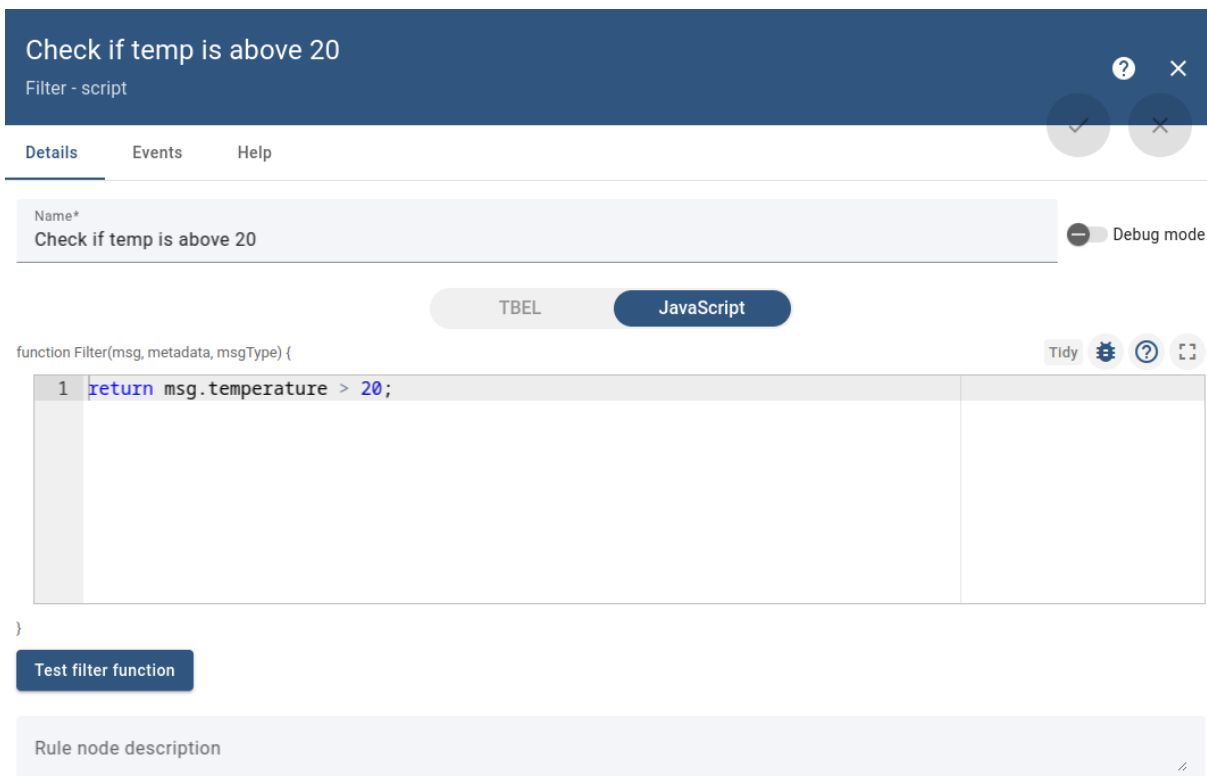 Check if temp is above 20
Filter - script
Details Events Help
Name*
Check if temp is above 20
Debug mode
TBEL JavaScript
function Filter(msg, metadata, msgType) {
Tidy
1 return msg.temperature > 20;
}
Test filter function
Rule node description